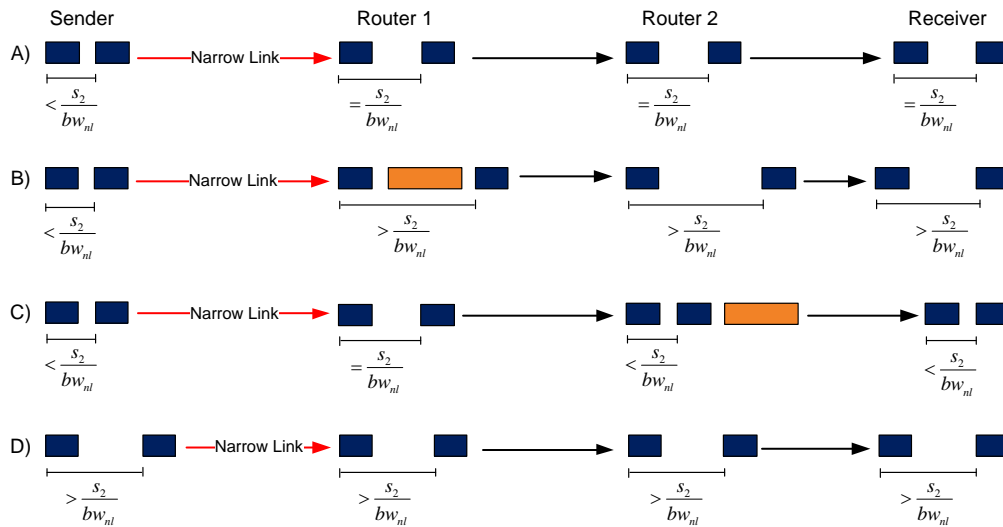 Sender Router 1 Router 2 Receiver
A) Narrow Link
< s₂/bwₙₗ = s₂/bwₙₗ = s₂/bwₙₗ = s₂/bwₙₗ
B) Narrow Link
< s₂/bwₙₗ > s₂/bwₙₗ > s₂/bwₙₗ > s₂/bwₙₗ
C) Narrow Link
< s₂/bwₙₗ = s₂/bwₙₗ < s₂/bwₙₗ < s₂/bwₙₗ
D) Narrow Link
> s₂/bwₙₗ > s₂/bwₙₗ > s₂/bwₙₗ > s₂/bwₙₗ